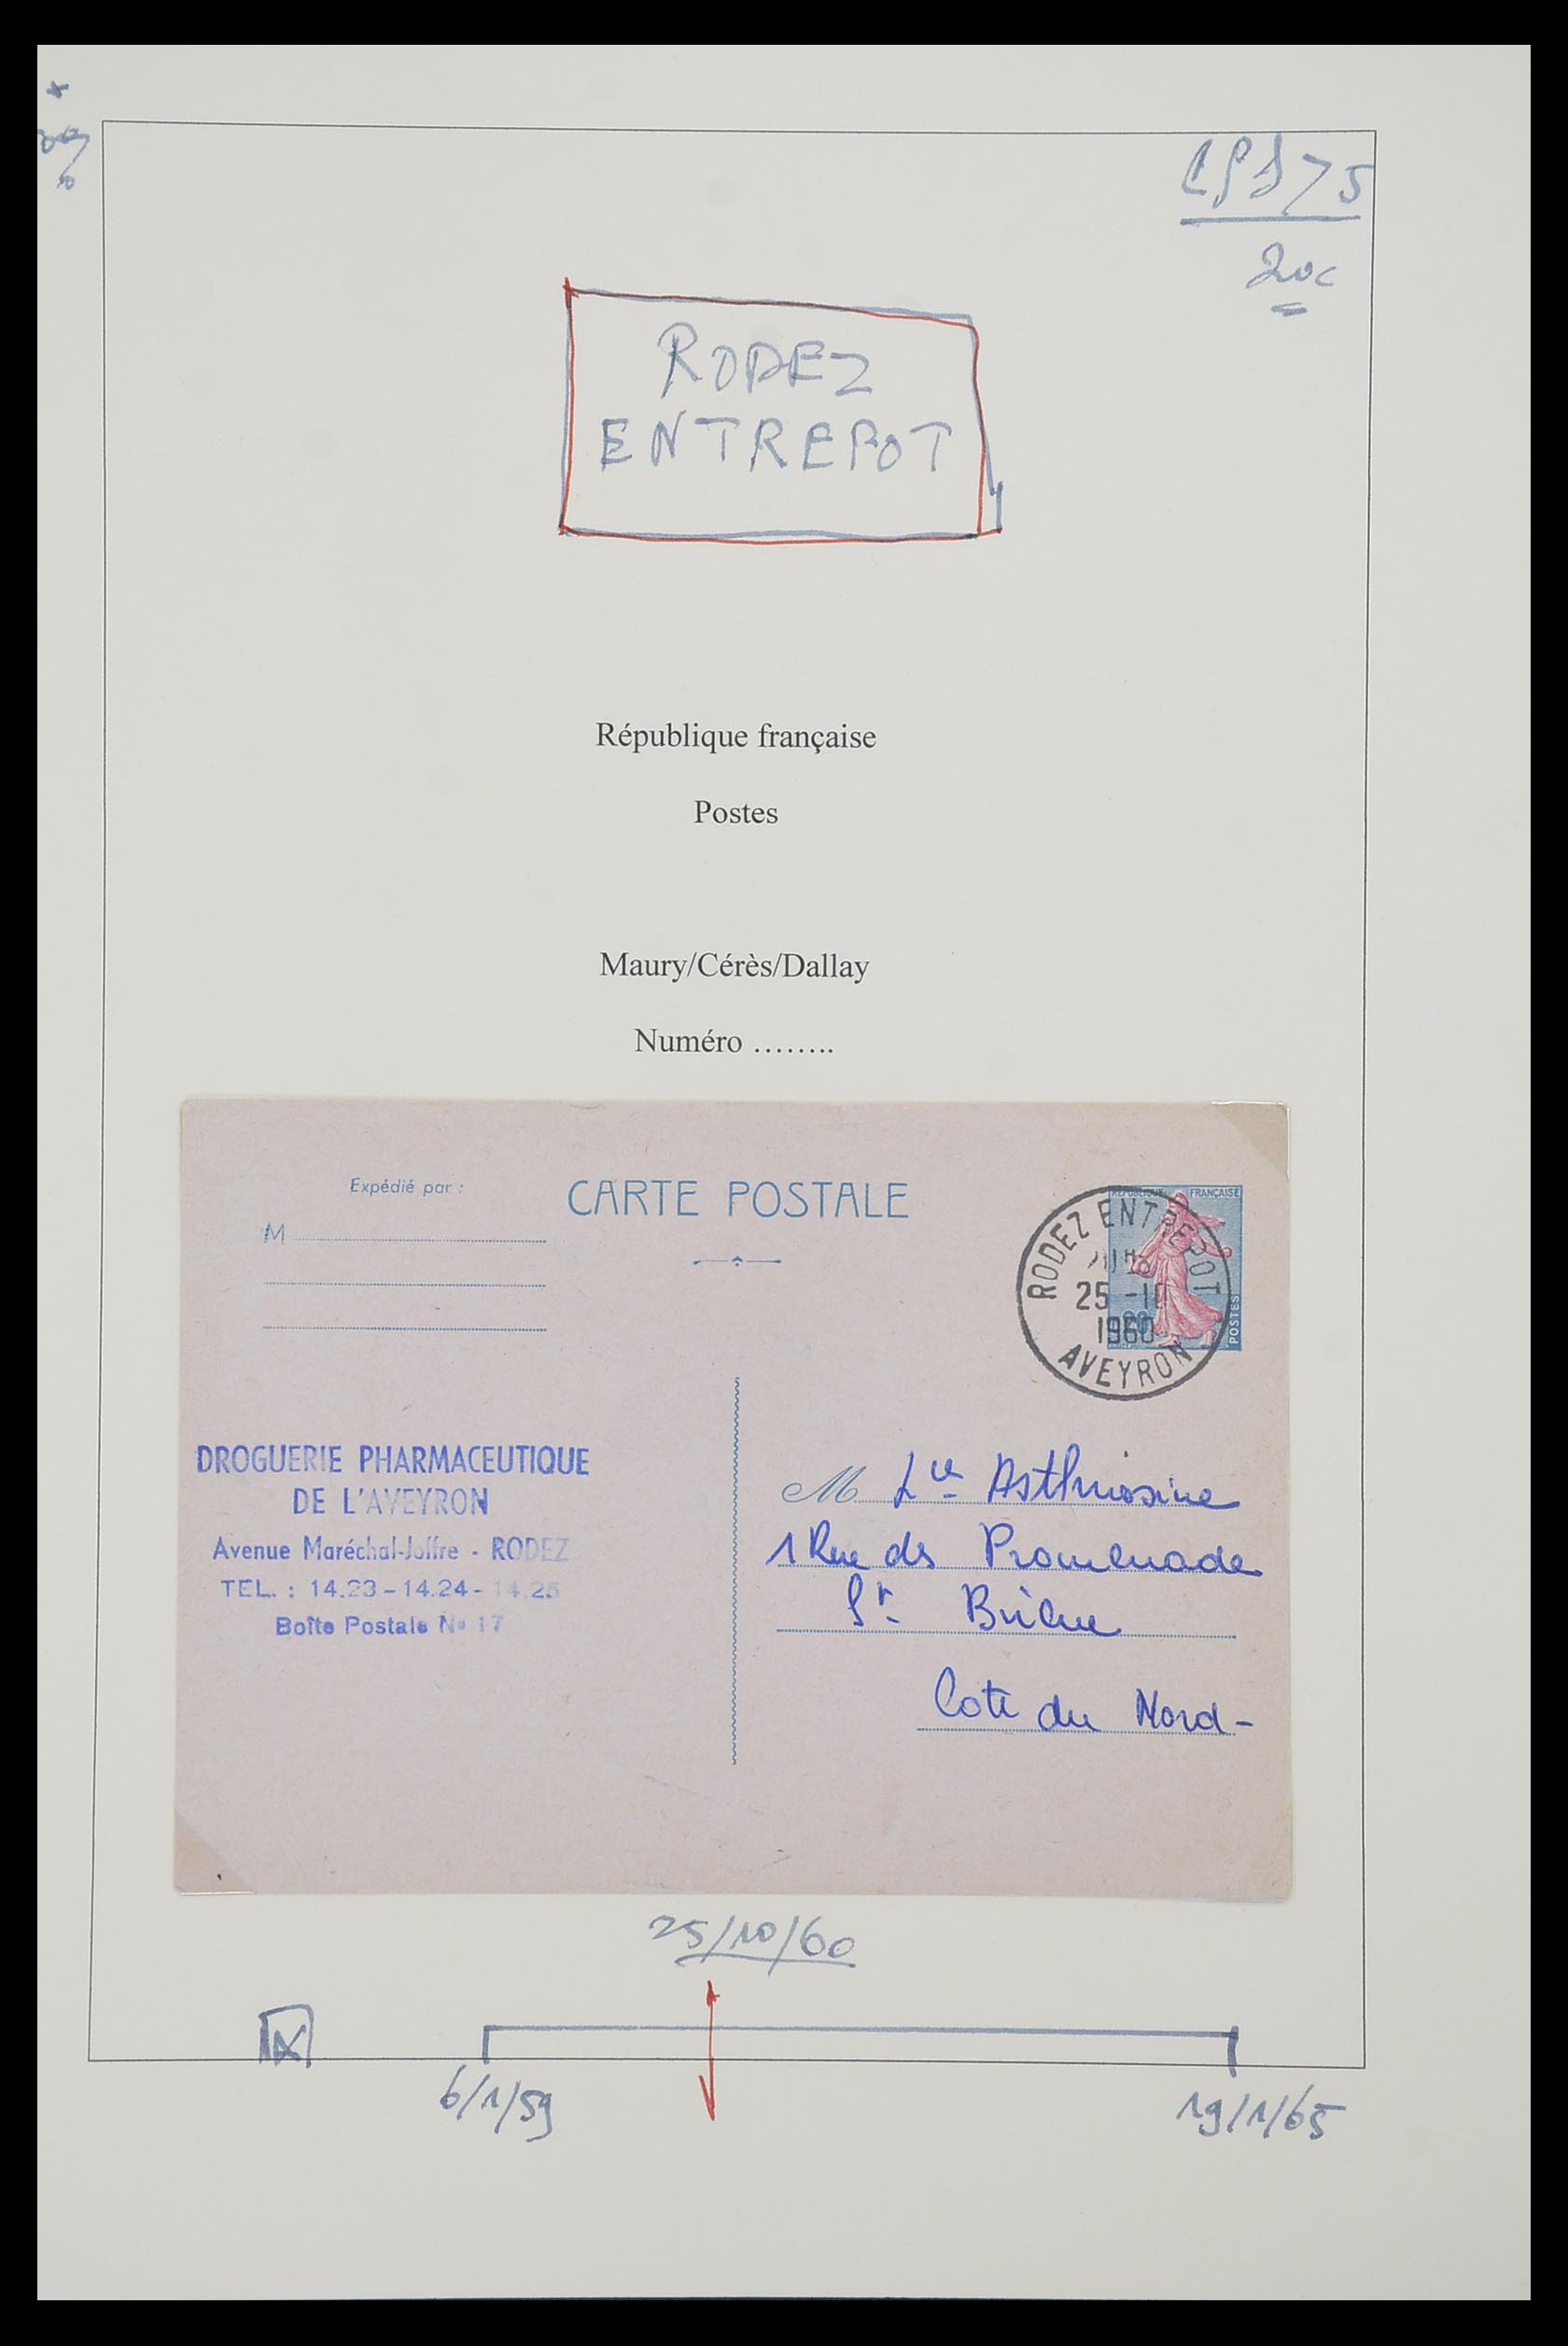 20c
RODEZ
ENTREPOT
République française
Postes
Maury/Cérès/Dallay
Numéro ........
Expédié par :
CARTE POSTALE
M
RÉPUBLIQUE FRANÇAISE
POSTES
RODEZ ENTREPOT
25 -10
1960
AVEYRON
DROGUERIE PHARMACEUTIQUE
DE L'AVEYRON
Avenue Maréchal-Joffre - RODEZ
TEL. : 14.23 - 14.24 - 14.25
Boîte Postale No 17
M Asthmosine
1 Rue des Promenade
St Brieuc
Cote du Nord-
25/10/60
6/1/59
19/1/65